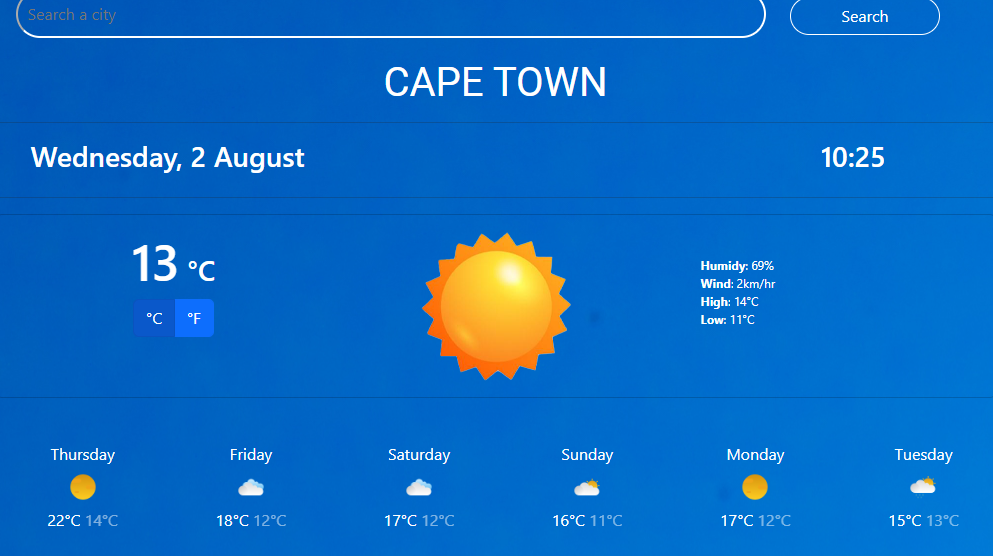 Search a city
Search
CAPE TOWN
Wednesday, 2 August
10:25
13 °C
°C °F
Humidy: 69%
Wind: 2km/hr
High: 14°C
Low: 11°C
Thursday Friday Saturday Sunday Monday Tuesday
22°C 14°C 18°C 12°C 17°C 12°C 16°C 11°C 17°C 12°C 15°C 13°C